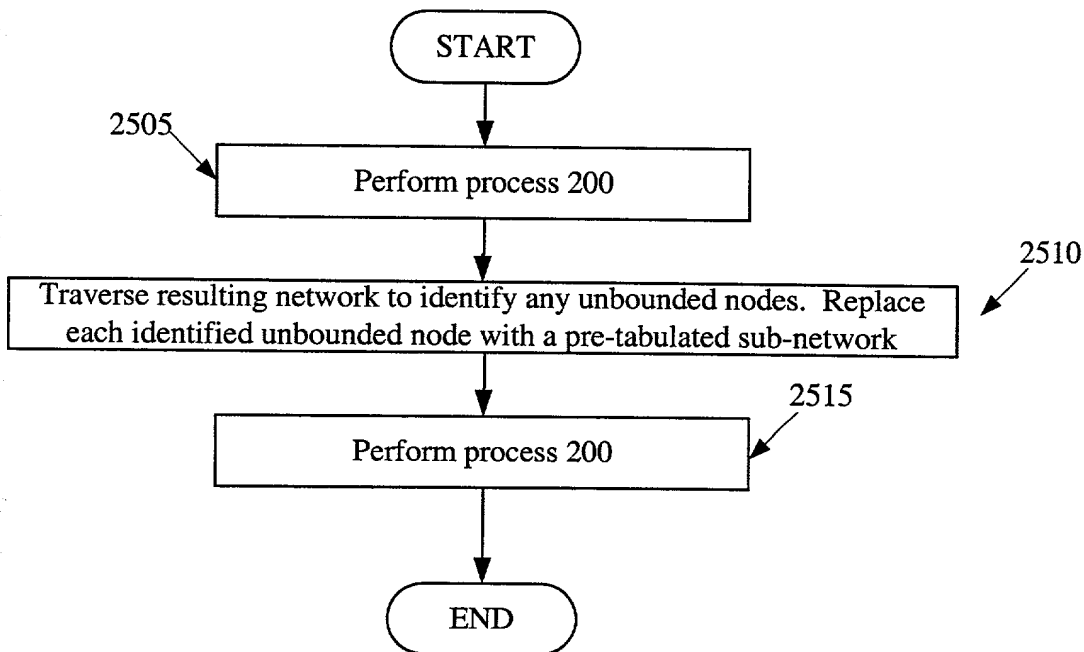 START
2505
Perform process 200
2510
Traverse resulting network to identify any unbounded nodes.  Replace
each identified unbounded node with a pre-tabulated sub-network
2515
Perform process 200
END